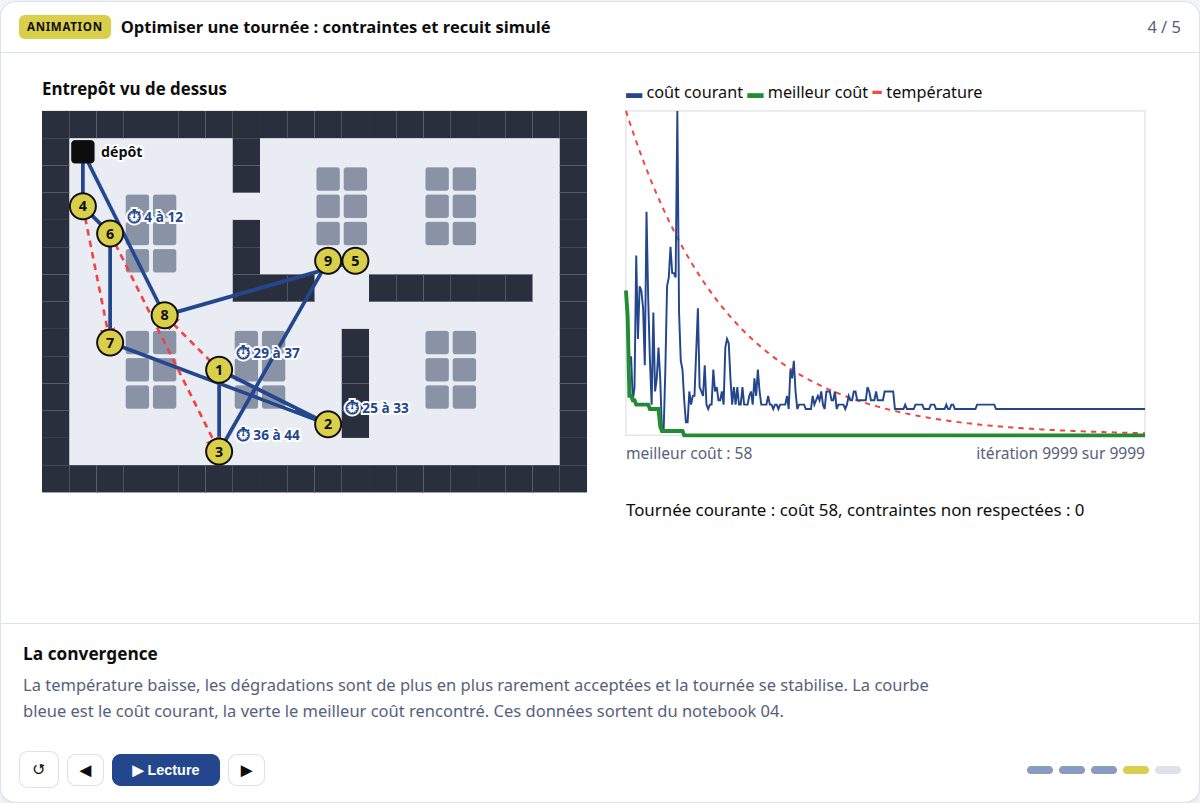 ANIMATION Optimiser une tournée : contraintes et recuit simulé 4 / 5
Entrepôt vu de dessus
coût courant meilleur coût température
dépôt
4
⏱ 4 à 12
6
9 5
8
7
⏱ 29 à 37
1
⏱ 25 à 33
2
⏱ 36 à 44
3
meilleur coût : 58 itération 9999 sur 9999
Tournée courante : coût 58, contraintes non respectées : 0
La convergence
La température baisse, les dégradations sont de plus en plus rarement acceptées et la tournée se stabilise. La courbe
bleue est le coût courant, la verte le meilleur coût rencontré. Ces données sortent du notebook 04.
↺ ◀ ▶ Lecture ▶